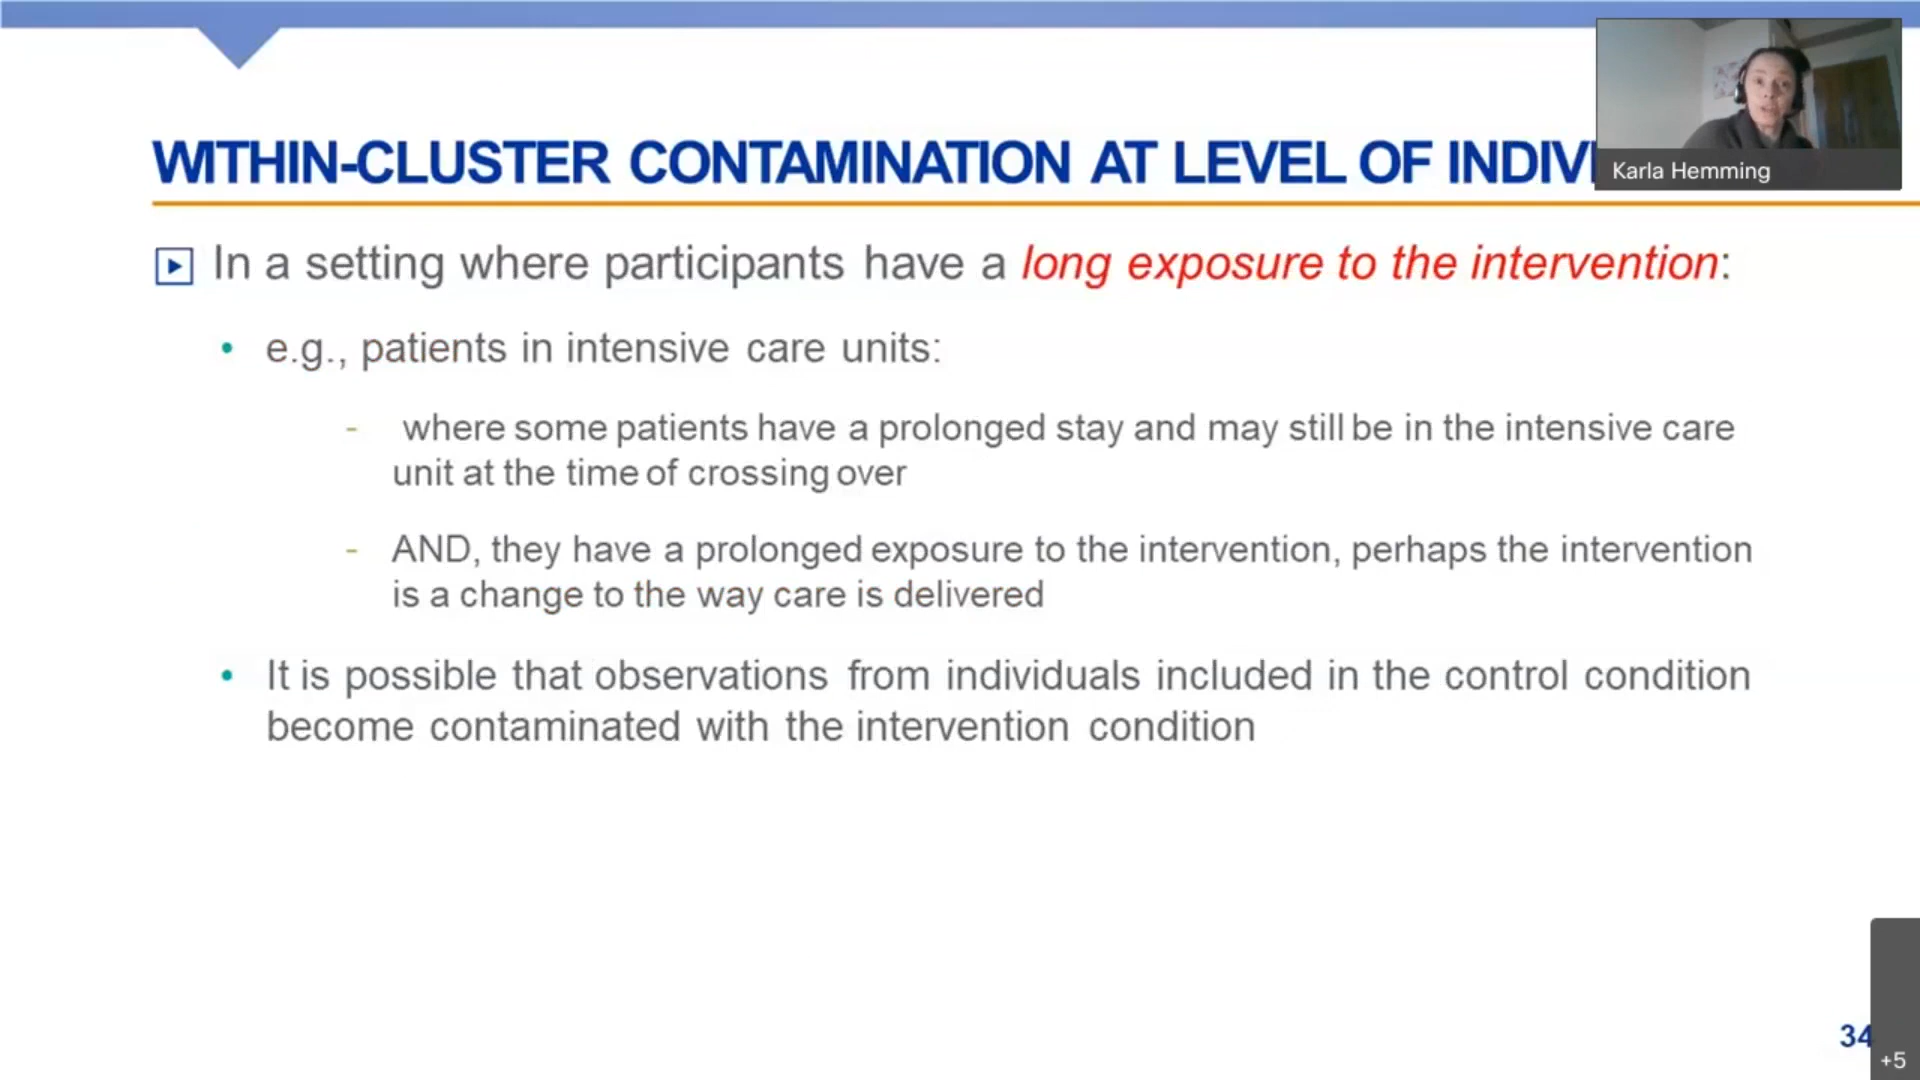 WITHIN-CLUSTER CONTAMINATION AT LEVEL OF
Karla Hemming
In a setting where participants have a long exposure to the intervention:
• e.g., patients in intensive care units:
- where some patients have a prolonged stay and may still be in the intensive care
unit at the time of crossing over
- AND, they have a prolonged exposure to the intervention, perhaps the intervention
is a change to the way care is delivered
• It is possible that observations from individuals included in the control condition
become contaminated with the intervention condition
34
+5